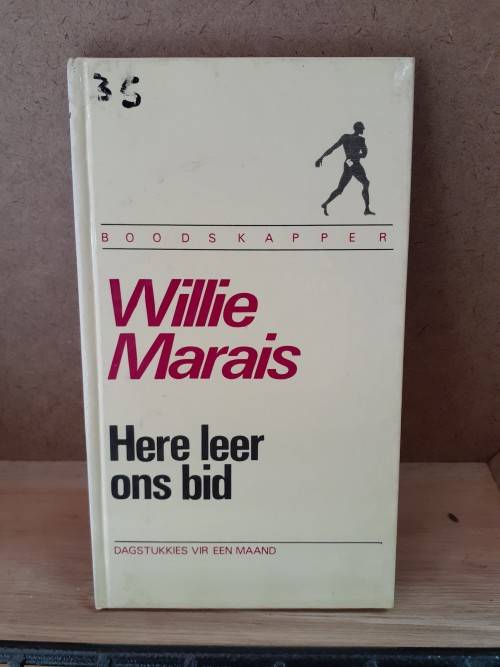 35
BOODSKAPPER
Willie
Marais
Here leer
ons bid
DAGSTUKKIES VIR EEN MAAND